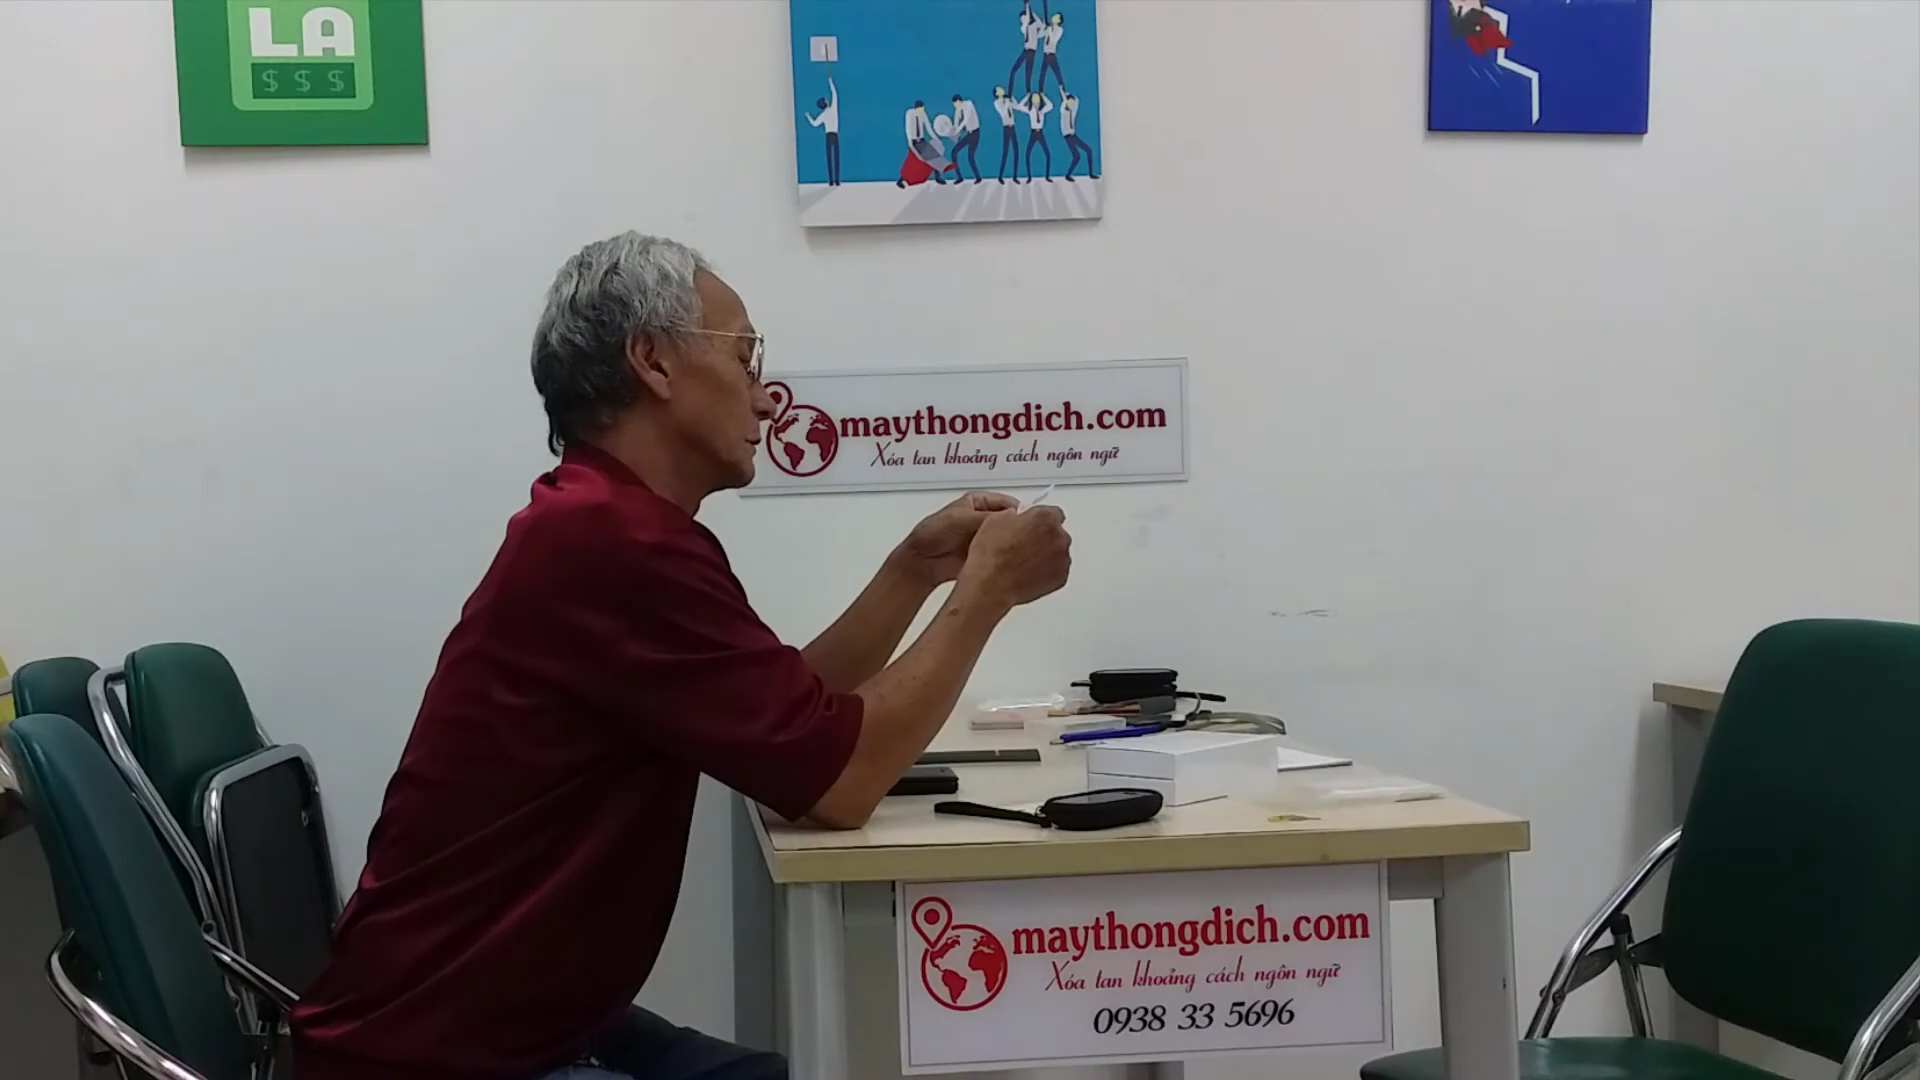 LA
$ $ $
maythongdich.com
Xóa tan khoảng cách ngôn ngữ
maythongdich.com
Xóa tan khoảng cách ngôn ngữ
0938 33 5696